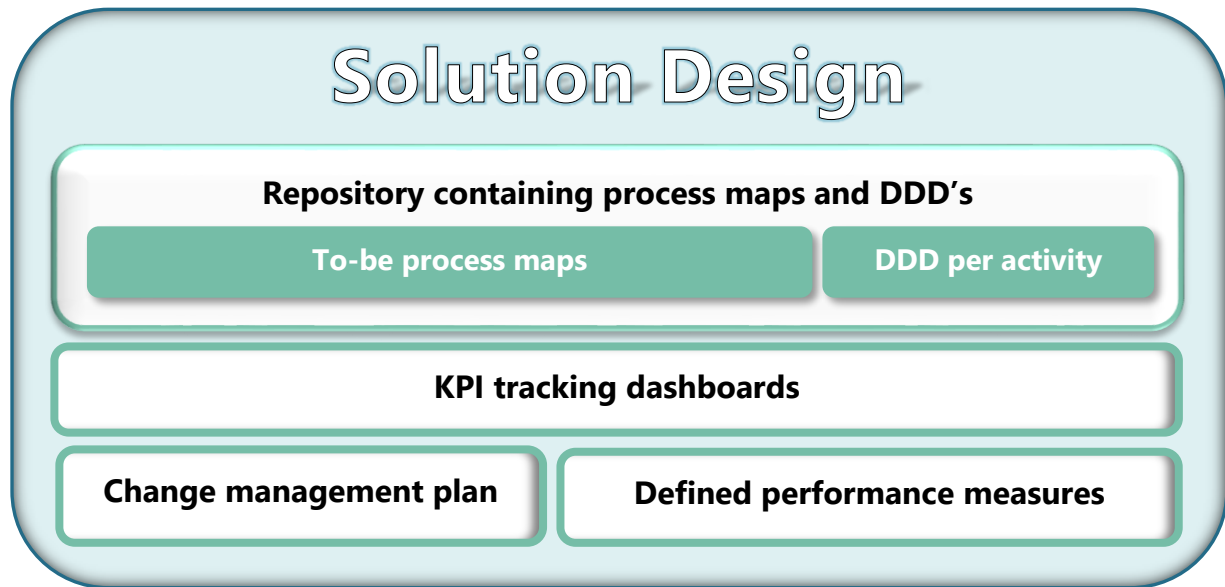 Solution Design
Repository containing process maps and DDD’s
To-be process maps
DDD per activity
KPI tracking dashboards
Change management plan
Defined performance measures